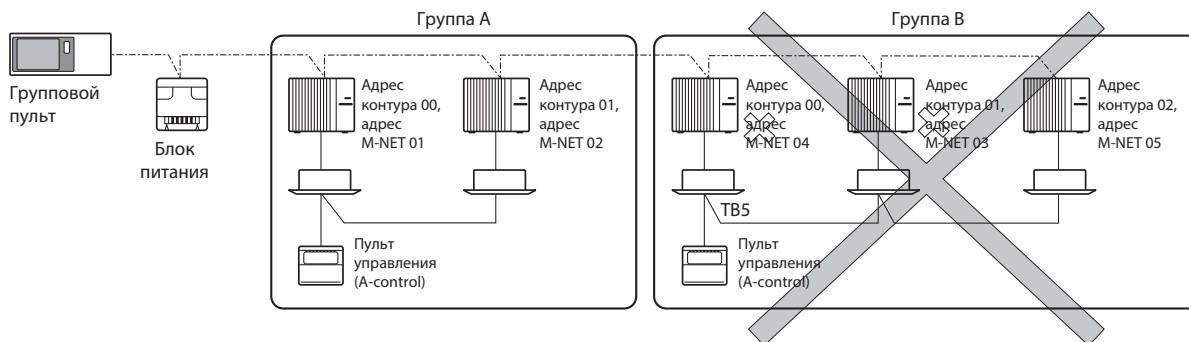 Группа А
Группа В
Групповой
пульт
Блок
питания
Адрес
контура 00,
адрес
M-NET 01
Адрес
контура 01,
адрес
M-NET 02
Пульт
управления
(A-control)
Адрес
контура 00,
адрес
M-NET 04
Адрес
контура 01,
адрес
M-NET 03
Адрес
контура 02,
адрес
M-NET 05
TB5
Пульт
управления
(A-control)